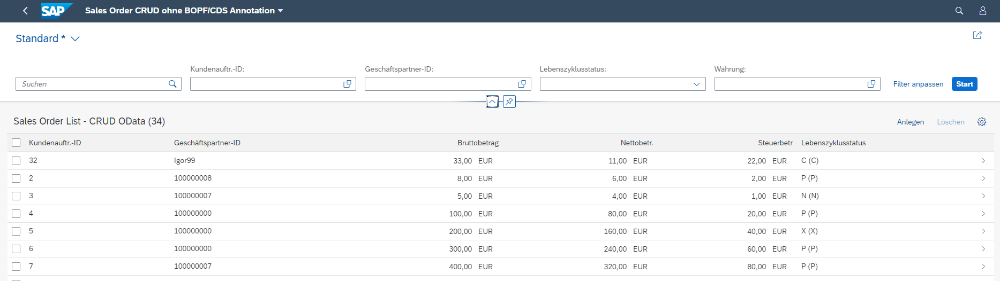 SAP Sales Order CRUD ohne BOPF/CDS Annotation
Standard *
Kundenauftr.-ID: Geschäftspartner-ID: Lebenszyklusstatus: Währung:
Suchen Filter anpassen Start
Sales Order List - CRUD OData (34) Anlegen Löschen
Kundenauftr.-ID Geschäftspartner-ID Bruttobetrag Nettobetr. Steuerbetr Lebenszyklusstatus
32 Igor99 33,00 EUR 11,00 EUR 22,00 EUR C (C)
2 100000008 8,00 EUR 6,00 EUR 2,00 EUR P (P)
3 100000007 5,00 EUR 4,00 EUR 1,00 EUR N (N)
4 100000000 100,00 EUR 80,00 EUR 20,00 EUR P (P)
5 100000000 200,00 EUR 160,00 EUR 40,00 EUR X (X)
6 100000000 300,00 EUR 240,00 EUR 60,00 EUR P (P)
7 100000007 400,00 EUR 320,00 EUR 80,00 EUR P (P)